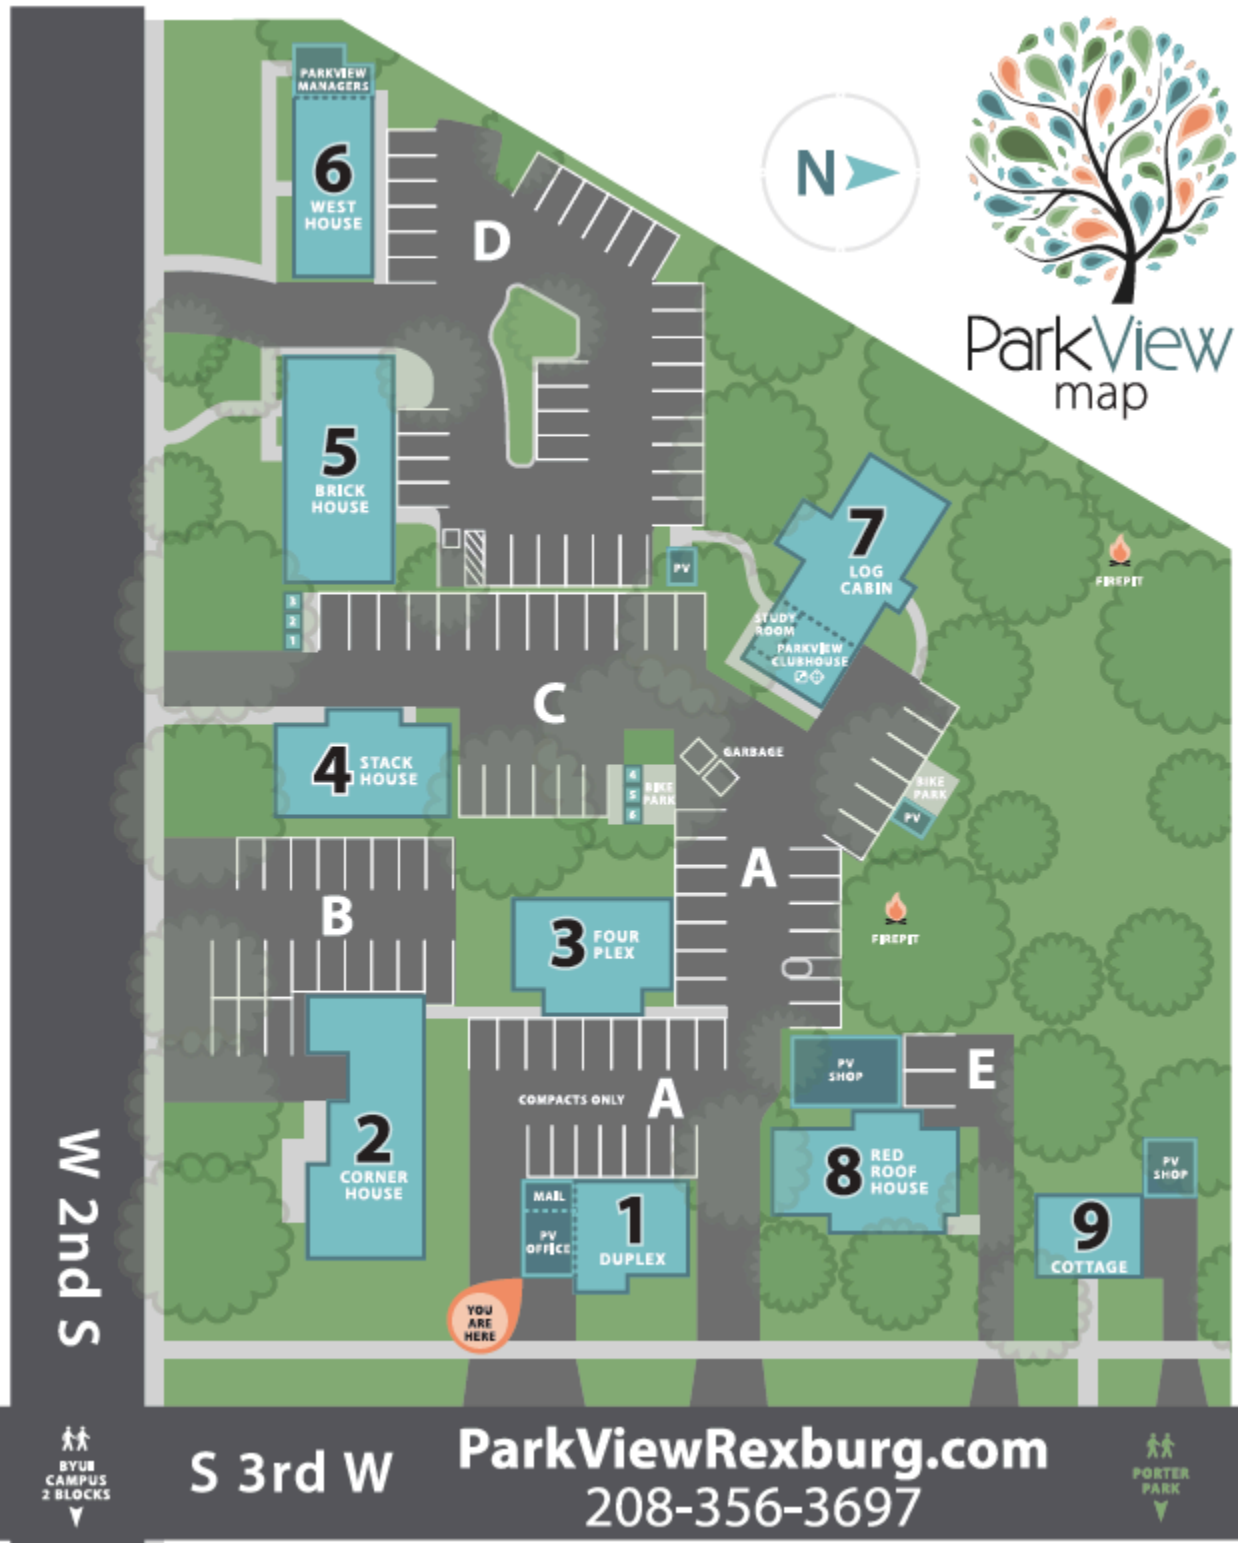 PARKVIEW
MANAGERS
6
WEST
HOUSE
D
N
ParkView
map
5
BRICK
HOUSE
PV
3
2
1
7
LOG
CABIN
STUDY
ROOM
PARKVIEW
CLUBHOUSE
FIREPIT
C
4
STACK
HOUSE
GARBAGE
4
5
6
BIKE
PARK
BIKE
PARK
PV
A
B
3
FOUR
PLEX
FIREPIT
COMPACTS ONLY
A
PV
SHOP
E
2
CORNER
HOUSE
MAIL
PV
OFFICE
1
DUPLEX
8
RED
ROOF
HOUSE
PV
SHOP
9
COTTAGE
YOU
ARE
HERE
W 2nd S
BYUI
CAMPUS
2 BLOCKS
S 3rd W
ParkViewRexburg.com
208-356-3697
PORTER
PARK